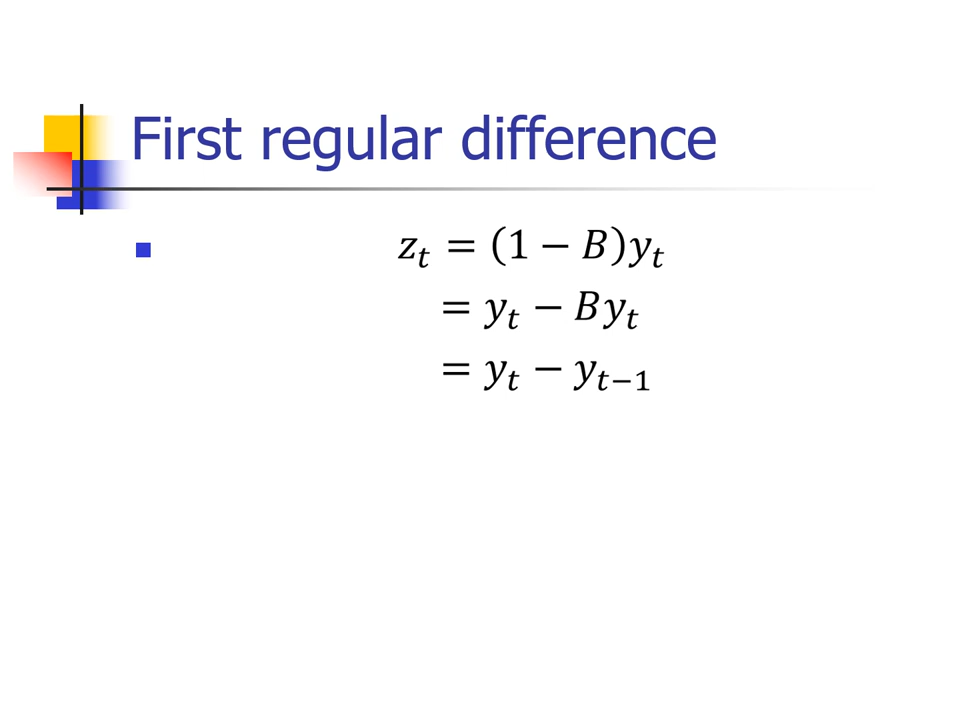 First regular difference
■ 𝑧ₜ = (1 − 𝐵)𝑦ₜ
= 𝑦ₜ − 𝐵𝑦ₜ
= 𝑦ₜ − 𝑦ₜ₋₁